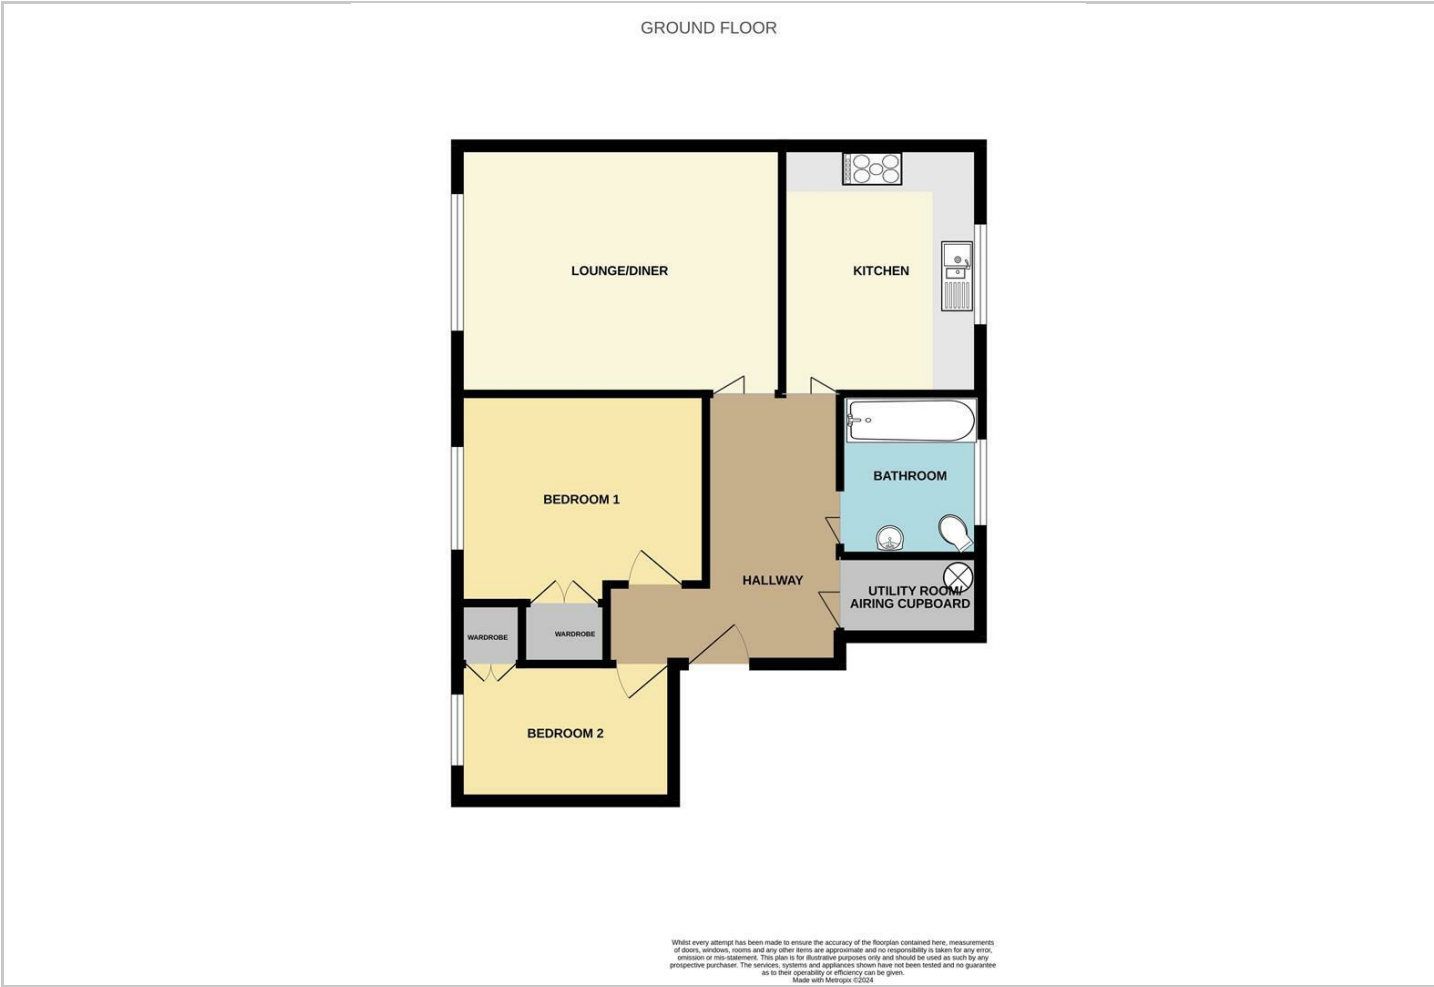 GROUND FLOOR
LOUNGE/DINER
KITCHEN
BATHROOM
BEDROOM 1
HALLWAY
UTILITY ROOM/
AIRING CUPBOARD
WARDROBE
WARDROBE
BEDROOM 2
Whilst every attempt has been made to ensure the accuracy of the floorplan contained here, measurements
of doors, windows, rooms and any other items are approximate and no responsibility is taken for any error,
omission or mis-statement. This plan is for illustrative purposes only and should be used as such by any
prospective purchaser. The services, systems and appliances shown have not been tested and no guarantee
as to their operability or efficiency can be given.
Made with Metropix ©2024